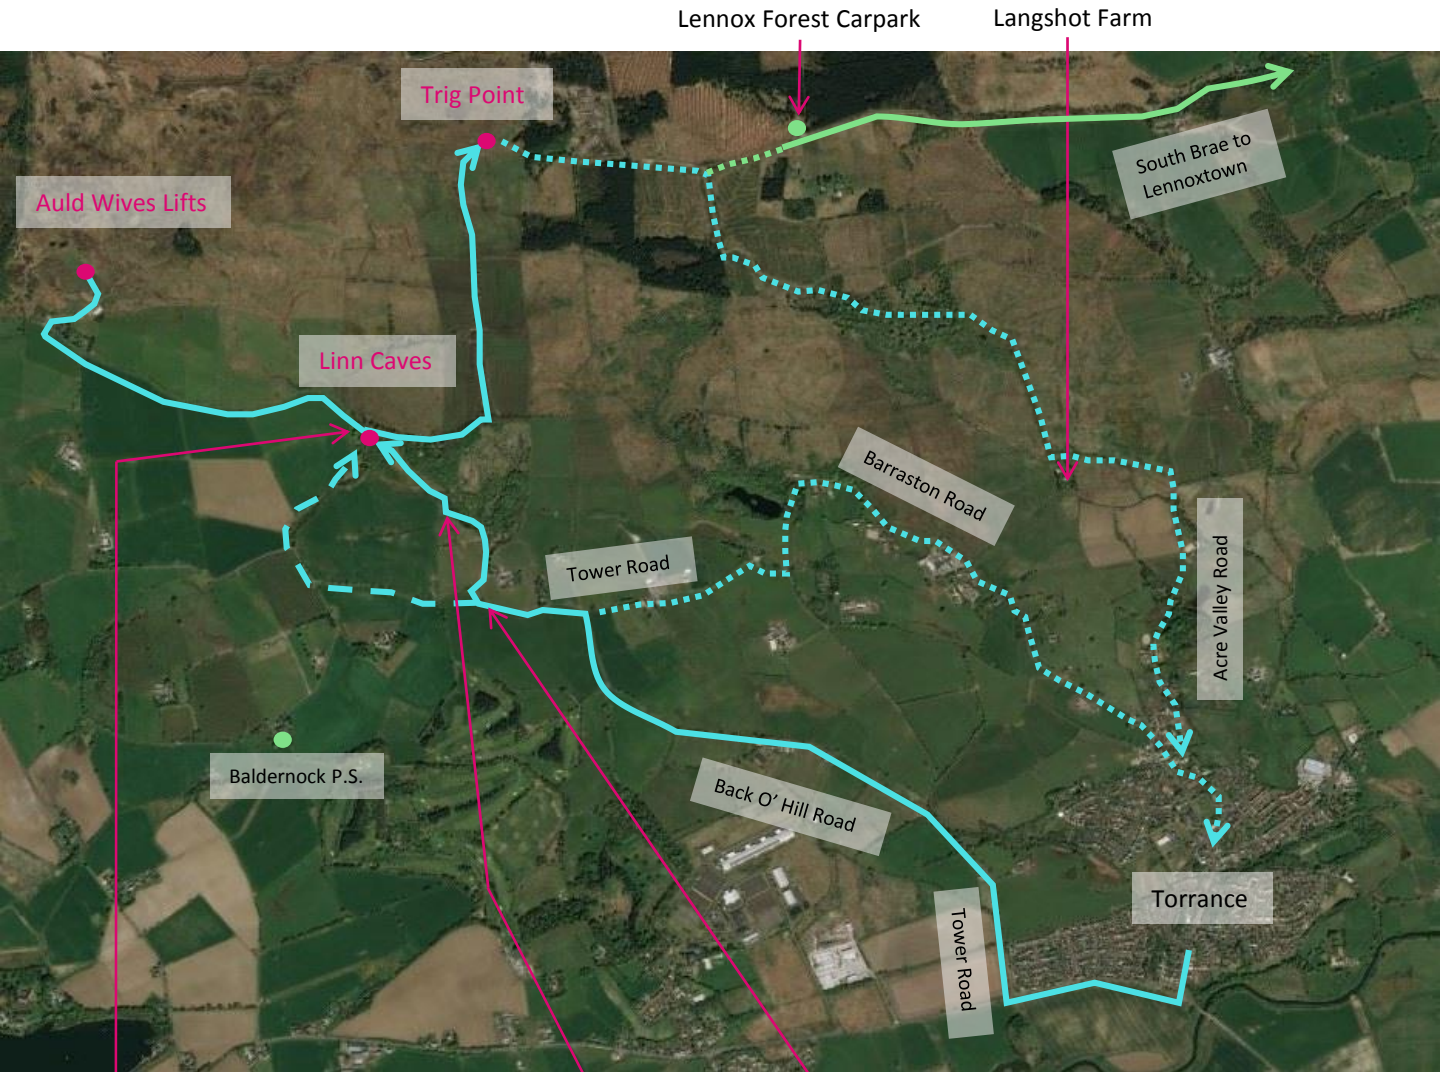 Lennox Forest Carpark
Langshot Farm
Trig Point
South Brae to
Lennoxtown
Auld Wives Lifts
Linn Caves
Barraston Road
Tower Road
Acre Valley Road
Baldernock P.S.
Back O’ Hill Road
Torrance
Tower Road